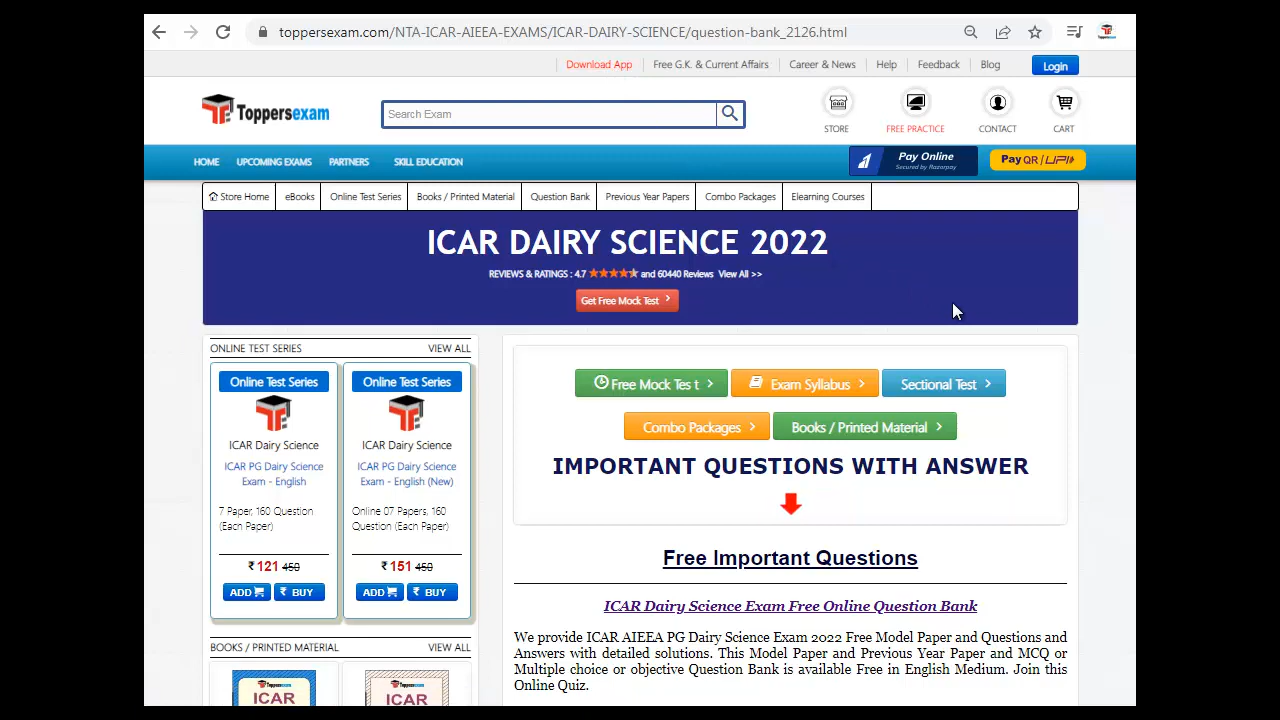 toppersexam.com/NTA-ICAR-AIEEA-EXAMS/ICAR-DAIRY-SCIENCE/question-bank_2126.html
Download App Free G.K. & Current Affairs Career & News Help Feedback Blog Login
Toppersexam
Search Exam
STORE FREE PRACTICE CONTACT CART
HOME UPCOMING EXAMS PARTNERS SKILL EDUCATION
Pay Online
Secured by Razorpay
Pay QR / UPI
Store Home eBooks Online Test Series Books / Printed Material Question Bank Previous Year Papers Combo Packages Elearning Courses
ICAR DAIRY SCIENCE 2022
REVIEWS & RATINGS : 4.7 and 60440 Reviews View All >>
Get Free Mock Test
ONLINE TEST SERIES VIEW ALL
Online Test Series
ICAR Dairy Science
ICAR PG Dairy Science
Exam - English
7 Paper, 160 Question
(Each Paper)
₹ 121 450
ADD ₹ BUY
Online Test Series
ICAR Dairy Science
ICAR PG Dairy Science
Exam - English (New)
Online 07 Papers, 160
Question (Each Paper)
₹ 151 450
ADD ₹ BUY
BOOKS / PRINTED MATERIAL VIEW ALL
Toppersexam
ICAR
Toppersexam
ICAR
Free Mock Tes t Exam Syllabus Sectional Test
Combo Packages Books / Printed Material
IMPORTANT QUESTIONS WITH ANSWER
Free Important Questions
ICAR Dairy Science Exam Free Online Question Bank
We provide ICAR AIEEA PG Dairy Science Exam 2022 Free Model Paper and Questions and
Answers with detailed solutions. This Model Paper and Previous Year Paper and MCQ or
Multiple choice or objective Question Bank is available Free in English Medium. Join this
Online Quiz.